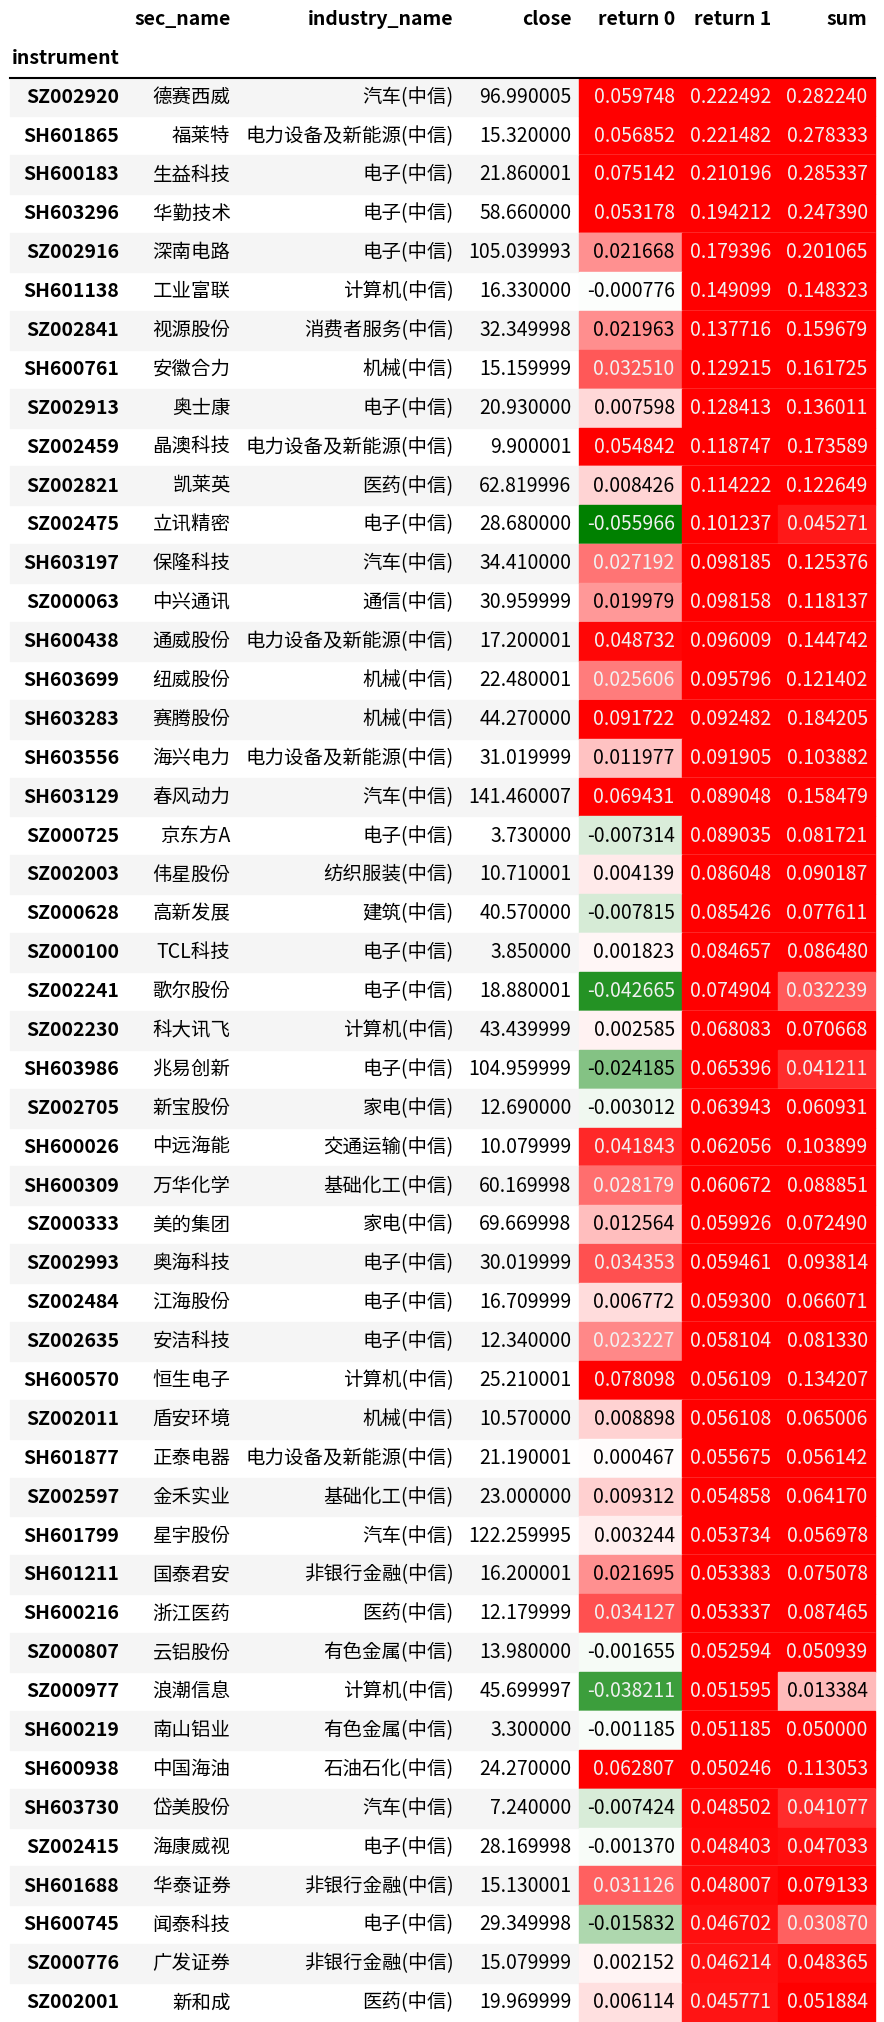 sec_name industry_name close return 0 return 1 sum
instrument
SZ002920 德赛西威 汽车(中信) 96.990005 0.059748 0.222492 0.282240
SH601865 福莱特 电力设备及新能源(中信) 15.320000 0.056852 0.221482 0.278333
SH600183 生益科技 电子(中信) 21.860001 0.075142 0.210196 0.285337
SH603296 华勤技术 电子(中信) 58.660000 0.053178 0.194212 0.247390
SZ002916 深南电路 电子(中信) 105.039993 0.021668 0.179396 0.201065
SH601138 工业富联 计算机(中信) 16.330000 -0.000776 0.149099 0.148323
SZ002841 视源股份 消费者服务(中信) 32.349998 0.021963 0.137716 0.159679
SH600761 安徽合力 机械(中信) 15.159999 0.032510 0.129215 0.161725
SZ002913 奥士康 电子(中信) 20.930000 0.007598 0.128413 0.136011
SZ002459 晶澳科技 电力设备及新能源(中信) 9.900001 0.054842 0.118747 0.173589
SZ002821 凯莱英 医药(中信) 62.819996 0.008426 0.114222 0.122649
SZ002475 立讯精密 电子(中信) 28.680000 -0.055966 0.101237 0.045271
SH603197 保隆科技 汽车(中信) 34.410000 0.027192 0.098185 0.125376
SZ000063 中兴通讯 通信(中信) 30.959999 0.019979 0.098158 0.118137
SH600438 通威股份 电力设备及新能源(中信) 17.200001 0.048732 0.096009 0.144742
SH603699 纽威股份 机械(中信) 22.480001 0.025606 0.095796 0.121402
SH603283 赛腾股份 机械(中信) 44.270000 0.091722 0.092482 0.184205
SH603556 海兴电力 电力设备及新能源(中信) 31.019999 0.011977 0.091905 0.103882
SH603129 春风动力 汽车(中信) 141.460007 0.069431 0.089048 0.158479
SZ000725 京东方A 电子(中信) 3.730000 -0.007314 0.089035 0.081721
SZ002003 伟星股份 纺织服装(中信) 10.710001 0.004139 0.086048 0.090187
SZ000628 高新发展 建筑(中信) 40.570000 -0.007815 0.085426 0.077611
SZ000100 TCL科技 电子(中信) 3.850000 0.001823 0.084657 0.086480
SZ002241 歌尔股份 电子(中信) 18.880001 -0.042665 0.074904 0.032239
SZ002230 科大讯飞 计算机(中信) 43.439999 0.002585 0.068083 0.070668
SH603986 兆易创新 电子(中信) 104.959999 -0.024185 0.065396 0.041211
SZ002705 新宝股份 家电(中信) 12.690000 -0.003012 0.063943 0.060931
SH600026 中远海能 交通运输(中信) 10.079999 0.041843 0.062056 0.103899
SH600309 万华化学 基础化工(中信) 60.169998 0.028179 0.060672 0.088851
SZ000333 美的集团 家电(中信) 69.669998 0.012564 0.059926 0.072490
SZ002993 奥海科技 电子(中信) 30.019999 0.034353 0.059461 0.093814
SZ002484 江海股份 电子(中信) 16.709999 0.006772 0.059300 0.066071
SZ002635 安洁科技 电子(中信) 12.340000 0.023227 0.058104 0.081330
SH600570 恒生电子 计算机(中信) 25.210001 0.078098 0.056109 0.134207
SZ002011 盾安环境 机械(中信) 10.570000 0.008898 0.056108 0.065006
SH601877 正泰电器 电力设备及新能源(中信) 21.190001 0.000467 0.055675 0.056142
SZ002597 金禾实业 基础化工(中信) 23.000000 0.009312 0.054858 0.064170
SH601799 星宇股份 汽车(中信) 122.259995 0.003244 0.053734 0.056978
SH601211 国泰君安 非银行金融(中信) 16.200001 0.021695 0.053383 0.075078
SH600216 浙江医药 医药(中信) 12.179999 0.034127 0.053337 0.087465
SZ000807 云铝股份 有色金属(中信) 13.980000 -0.001655 0.052594 0.050939
SZ000977 浪潮信息 计算机(中信) 45.699997 -0.038211 0.051595 0.013384
SH600219 南山铝业 有色金属(中信) 3.300000 -0.001185 0.051185 0.050000
SH600938 中国海油 石油石化(中信) 24.270000 0.062807 0.050246 0.113053
SH603730 岱美股份 汽车(中信) 7.240000 -0.007424 0.048502 0.041077
SZ002415 海康威视 电子(中信) 28.169998 -0.001370 0.048403 0.047033
SH601688 华泰证券 非银行金融(中信) 15.130001 0.031126 0.048007 0.079133
SH600745 闻泰科技 电子(中信) 29.349998 -0.015832 0.046702 0.030870
SZ000776 广发证券 非银行金融(中信) 15.079999 0.002152 0.046214 0.048365
SZ002001 新和成 医药(中信) 19.969999 0.006114 0.045771 0.051884